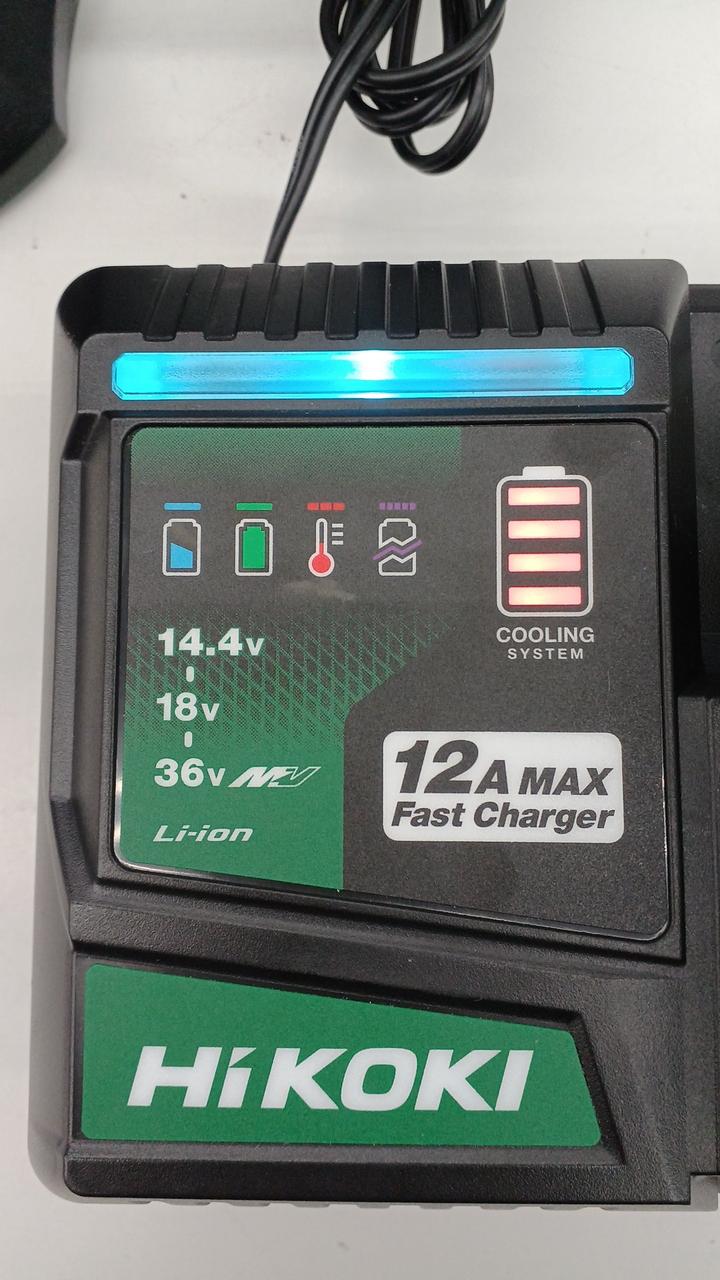 COOLING
SYSTEM
14.4v
18v
36v MV
Li-ion
12A MAX
Fast Charger
HiKOKI